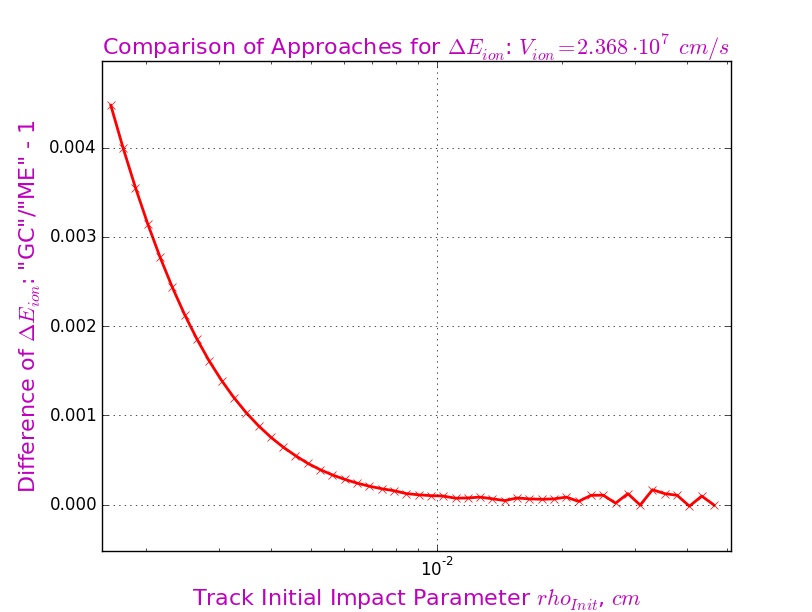 Comparison of Approaches for ΔE_ion: V_ion = 2.368 · 10^7 cm/s
Difference of ΔE_ion: "GC"/"ME" - 1
0.004
0.003
0.002
0.001
0.000
10^-2
Track Initial Impact Parameter rho_Init, cm